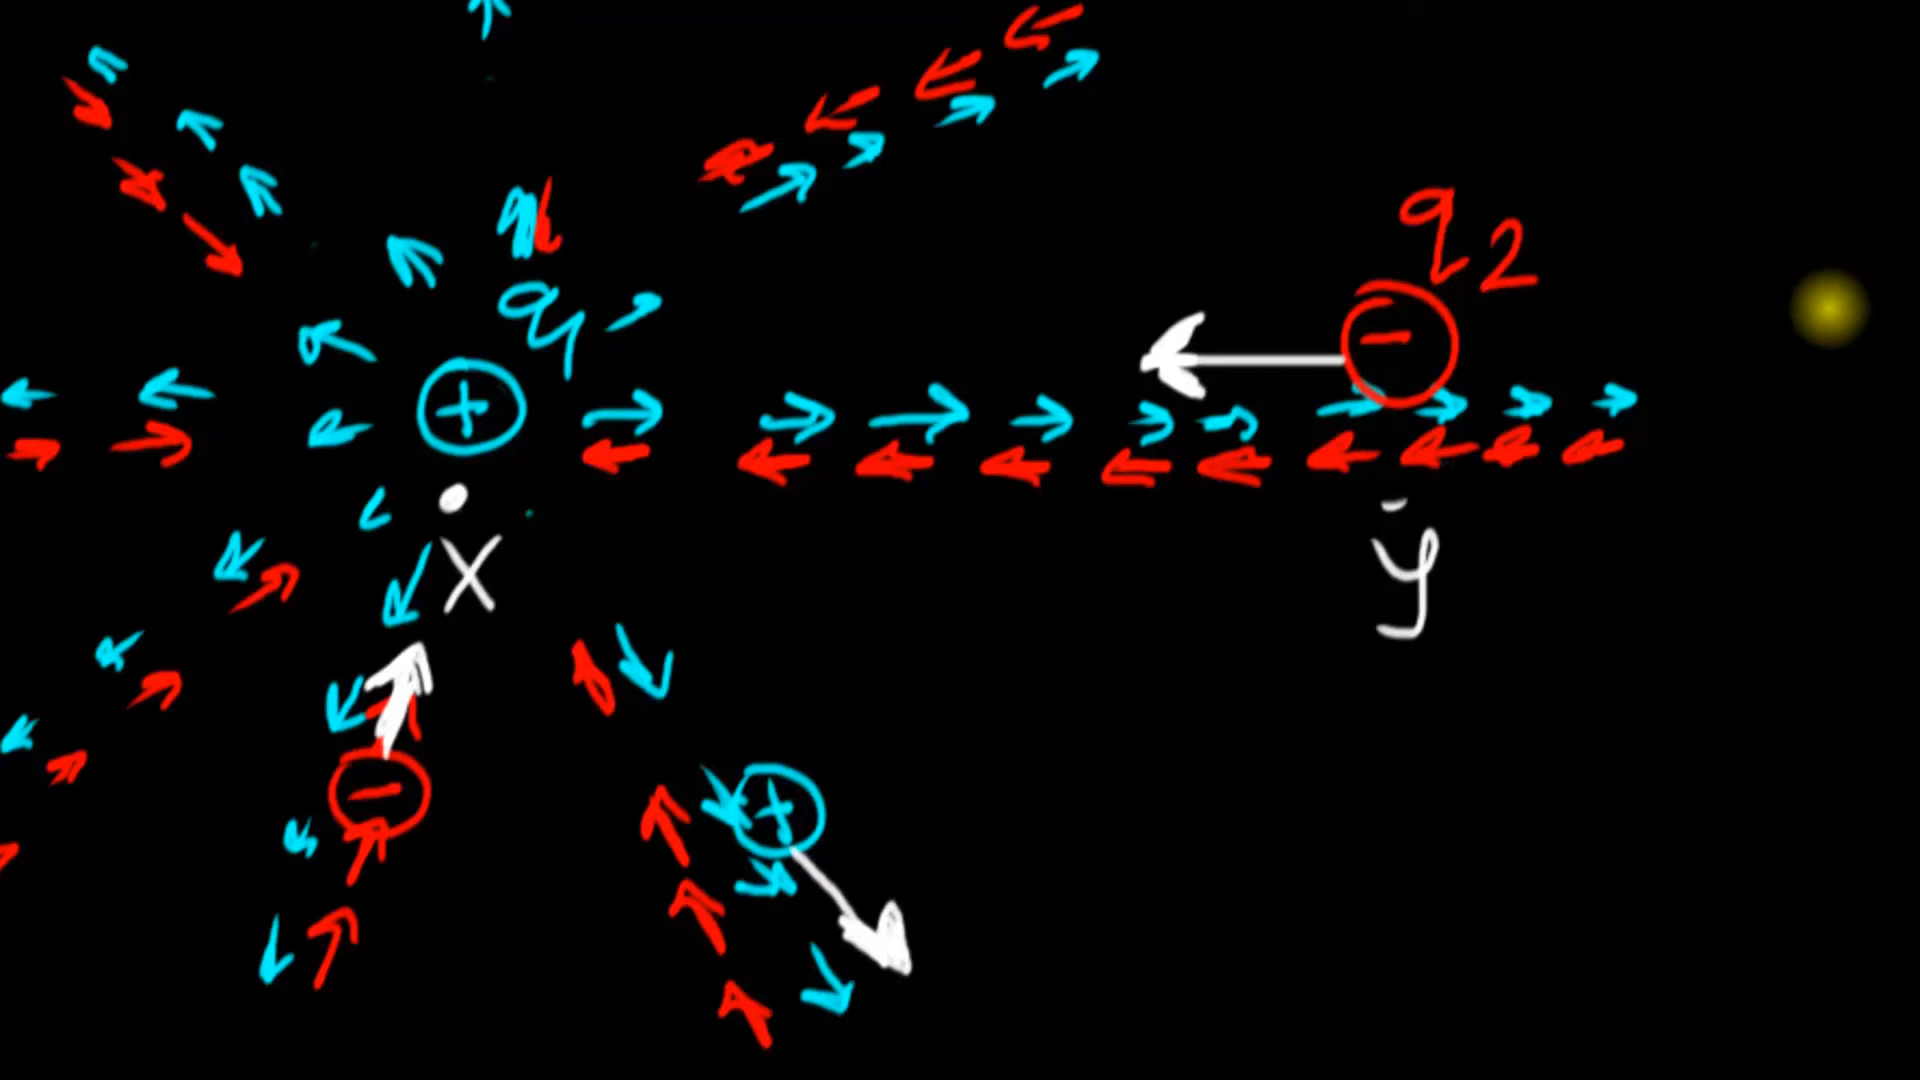 q1
q2
+
-
x
y
-
+